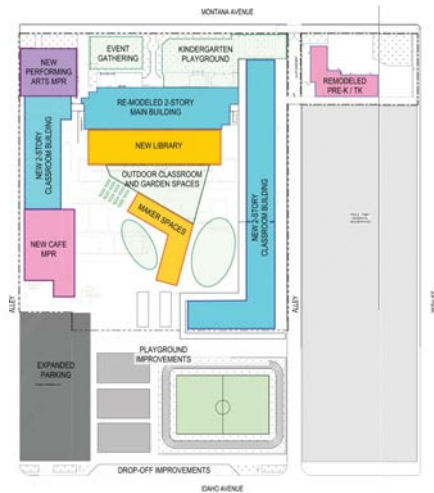 MONTANA AVENUE
NEW
PERFORMING
ARTS MPR
EVENT
GATHERING
KINDERGARTEN
PLAYGROUND
REMODELED
PRE-K / TK
RE-MODELED 2-STORY
MAIN BUILDING
NEW 2-STORY
CLASSROOM BUILDING
NEW LIBRARY
OUTDOOR CLASSROOM
AND GARDEN SPACES
MAKER SPACES
NEW 2-STORY
CLASSROOM BUILDING
NEW CAFE
MPR
ALLEY
ALLEY
EXPANDED
PARKING
PLAYGROUND
IMPROVEMENTS
DROP-OFF IMPROVEMENTS
IDAHO AVENUE